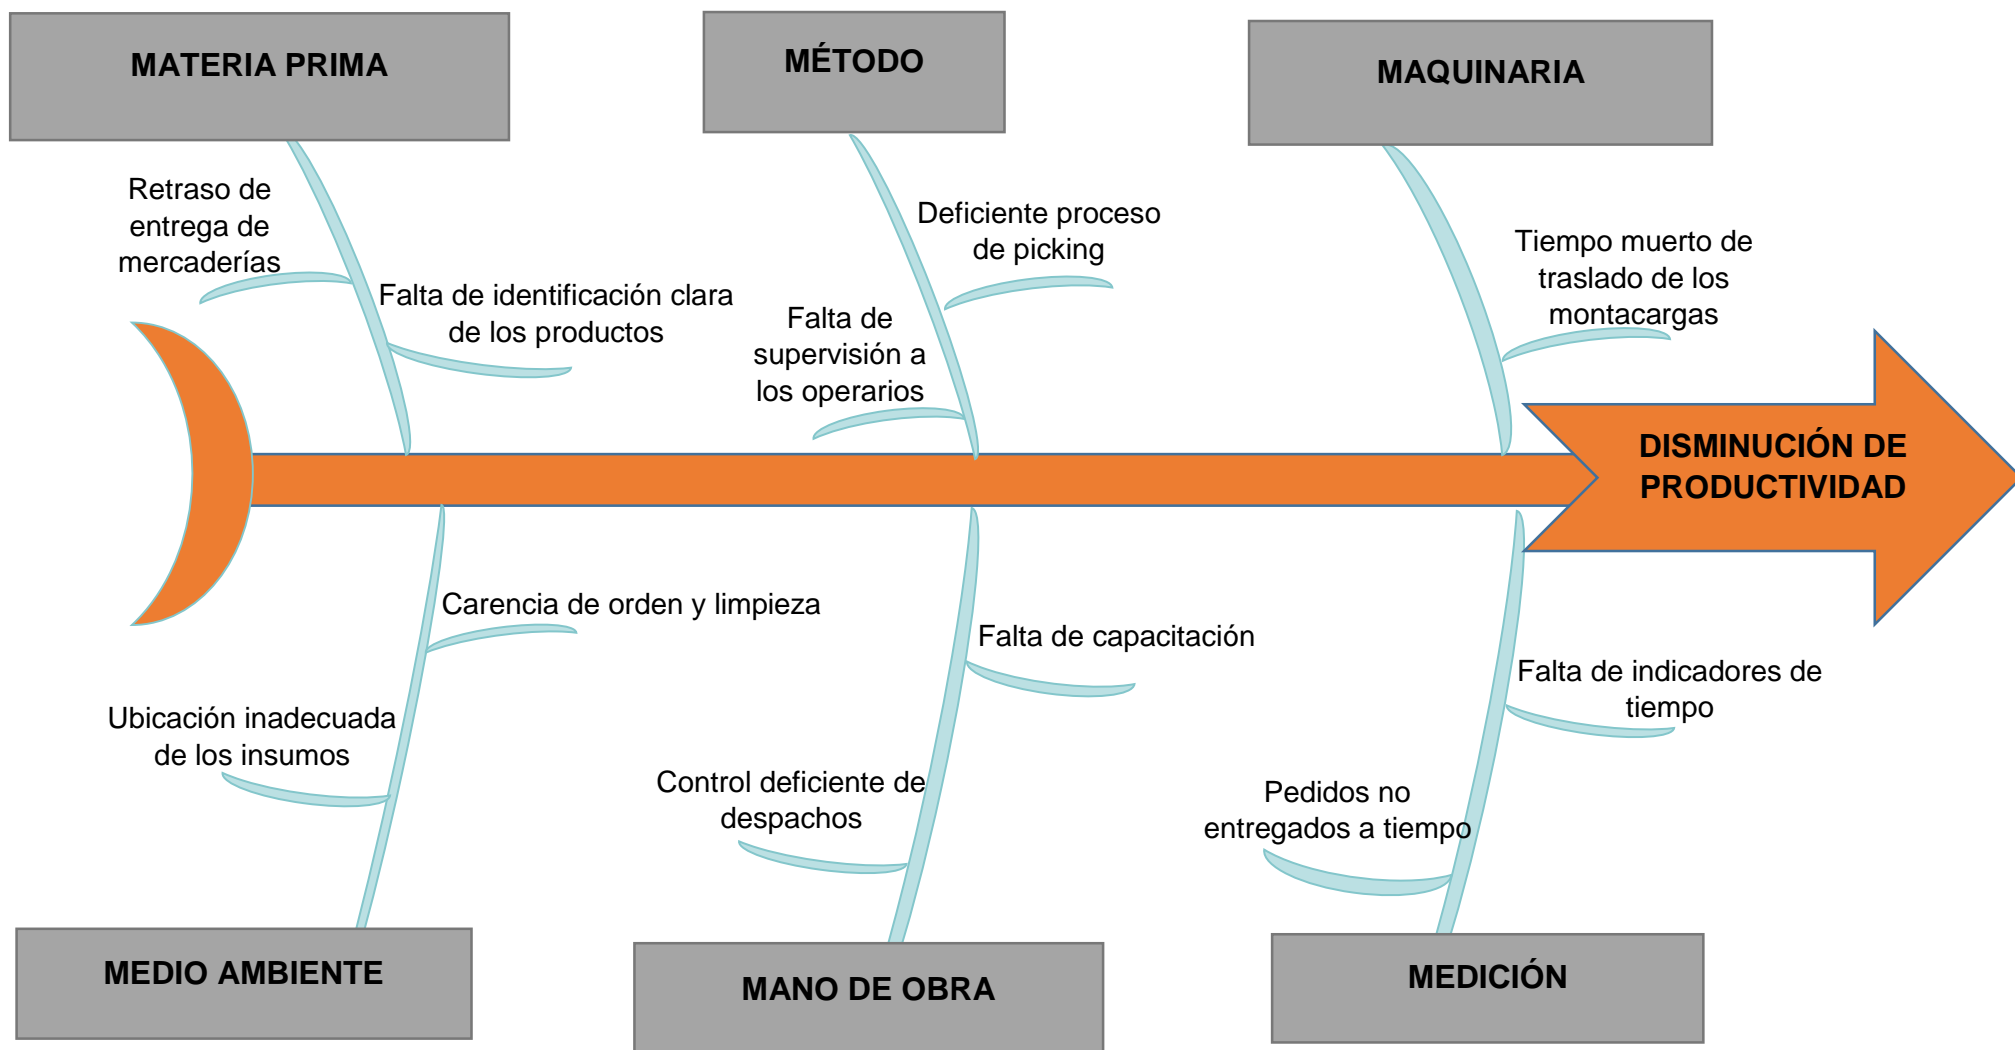 MATERIA PRIMA
MÉTODO
MAQUINARIA
Retraso de
entrega de
mercaderías
Falta de identificación clara
de los productos
Deficiente proceso
de picking
Falta de
supervisión a
los operarios
Tiempo muerto de
traslado de los
montacargas
DISMINUCIÓN DE
PRODUCTIVIDAD
Carencia de orden y limpieza
Ubicación inadecuada
de los insumos
Falta de capacitación
Control deficiente de
despachos
Falta de indicadores de
tiempo
Pedidos no
entregados a tiempo
MEDIO AMBIENTE
MANO DE OBRA
MEDICIÓN